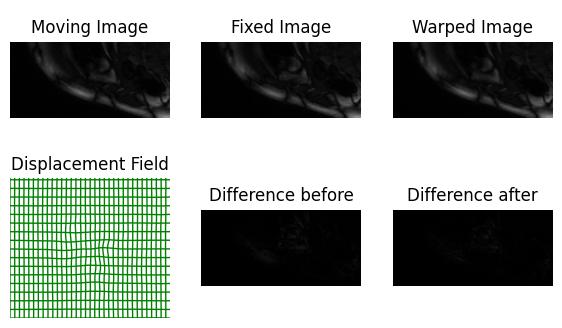 Moving Image
Fixed Image
Warped Image
Displacement Field
Difference before
Difference after